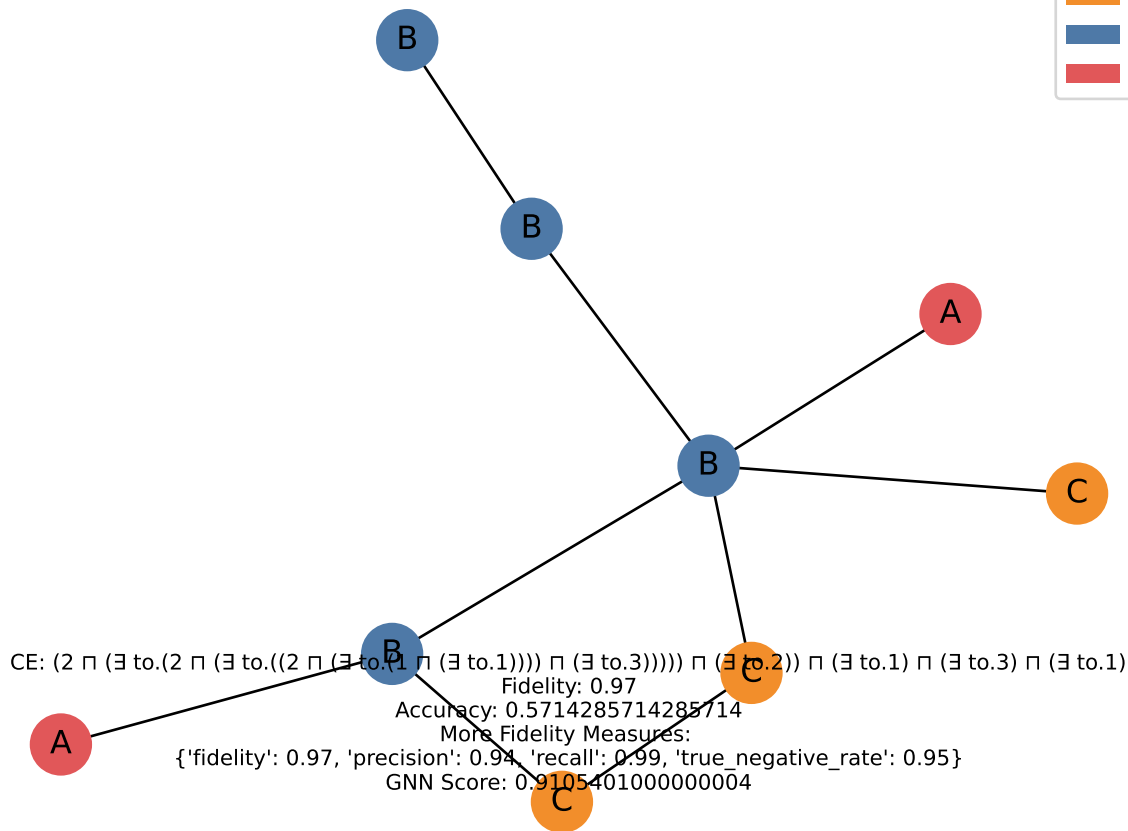 B
B
A
B
C
B
C
A
C
CE: (2 ⊓ (∃ to.(2 ⊓ (∃ to.((2 ⊓ (∃ to.(1 ⊓ (∃ to.1)))) ⊓ (∃ to.3))))) ⊓ (∃ to.2)) ⊓ (∃ to.1) ⊓ (∃ to.3) ⊓ (∃ to.1)
Fidelity: 0.97
Accuracy: 0.5714285714285714
More Fidelity Measures:
{'fidelity': 0.97, 'precision': 0.94, 'recall': 0.99, 'true_negative_rate': 0.95}
GNN Score: 0.9105401000000004